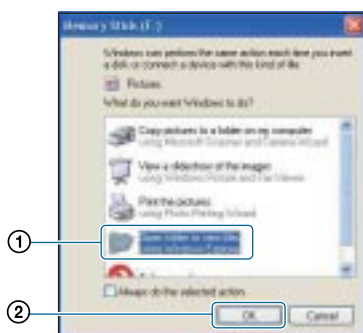 Memory Stick (F:)
Windows can perform the same action each time you insert
a disk or connect a device with this kind of file:
Pictures
What do you want Windows to do?
Copy pictures to a folder on my computer
using Microsoft Scanner and Camera Wizard
View a slideshow of the images
using Windows Picture and Fax Viewer
Print the pictures
using Photo Printing Wizard
①
Open folder to view files
using Windows Explorer
Always do the selected action.
②
OK
Cancel